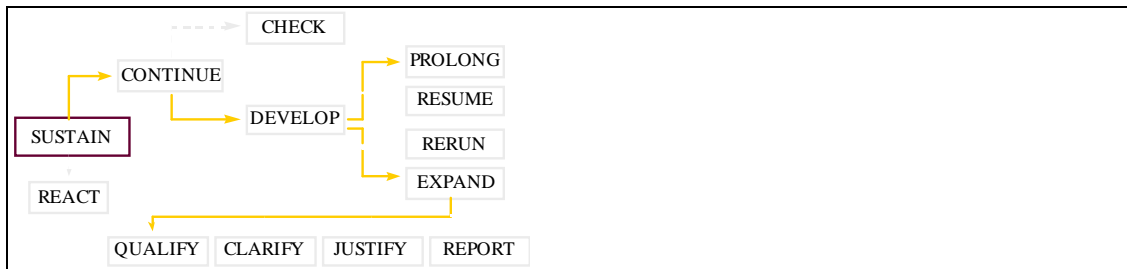 CHECK
PROLONG
CONTINUE
RESUME
DEVELOP
SUSTAIN
RERUN
EXPAND
REACT
QUALIFY CLARIFY JUSTIFY REPORT